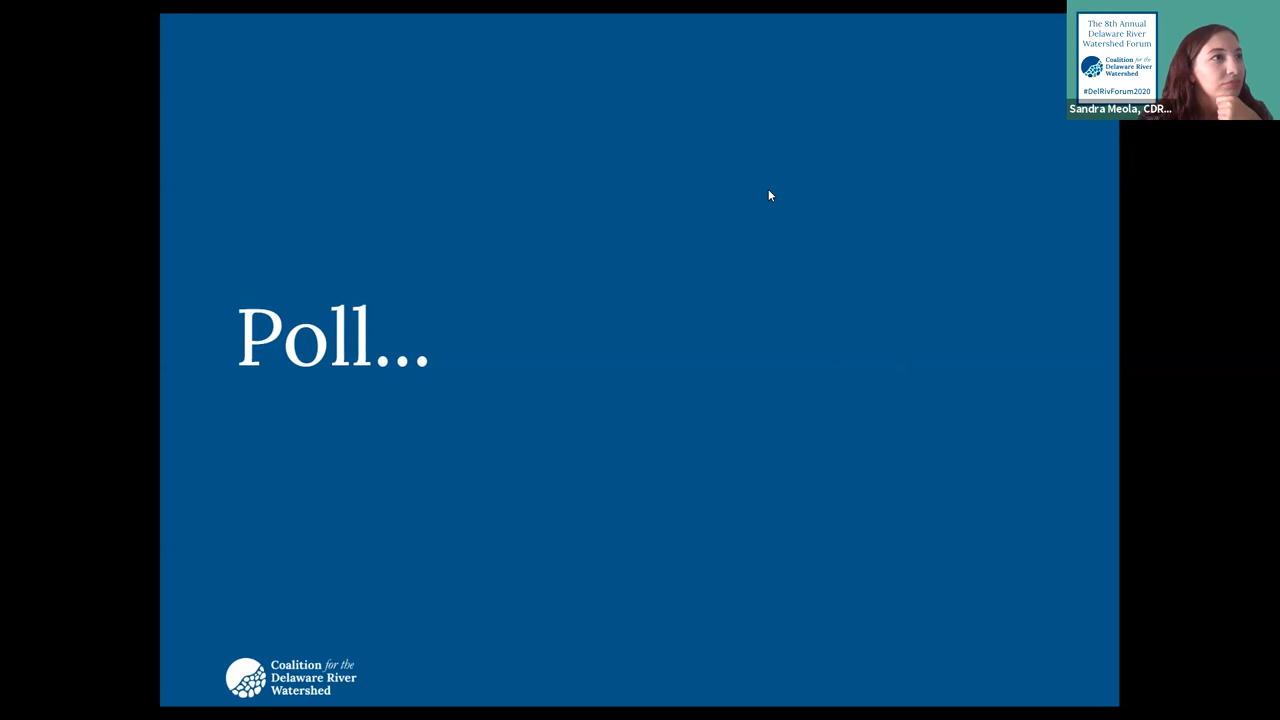 The 8th Annual
Delaware River
Watershed Forum
Coalition for the
Delaware River
Watershed
#DelRivForum2020
Sandra Meola, CDR...
Poll...
Coalition for the
Delaware River
Watershed